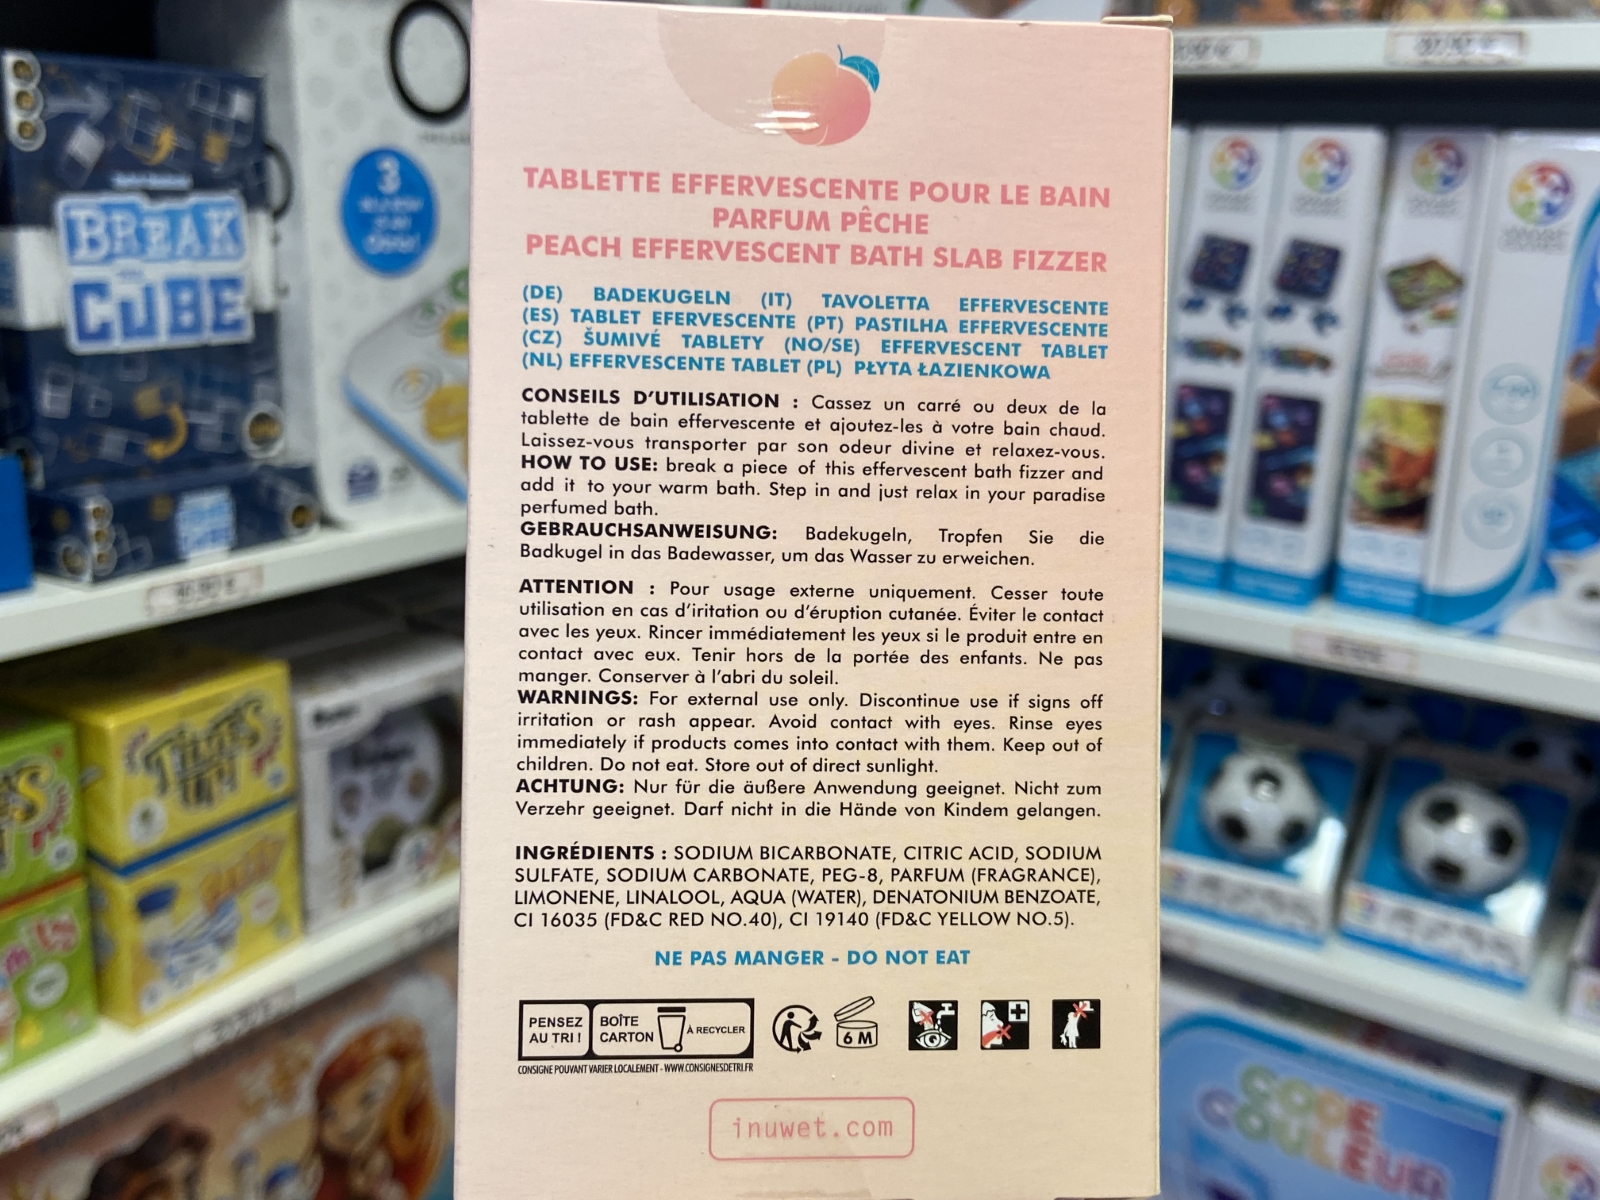 TABLETTE EFFERVESCENTE POUR LE BAIN
PARFUM PÊCHE
PEACH EFFERVESCENT BATH SLAB FIZZER
(DE) BADEKUGELN (IT) TAVOLETTA EFFERVESCENTE
(ES) TABLET EFERVESCENTE (PT) PASTILHA EFFERVESCENTE
(CZ) ŠUMIVÉ TABLETY (NO/SE) EFFERVESCENT TABLET
(NL) EFFERVESCENTE TABLET (PL) PŁYTA ŁAZIENKOWA
CONSEILS D'UTILISATION : Cassez un carré ou deux de la
tablette de bain effervescente et ajoutez-les à votre bain chaud.
Laissez-vous transporter par son odeur divine et relaxez-vous.
HOW TO USE: break a piece of this effervescent bath fizzer and
add it to your warm bath. Step in and just relax in your paradise
perfumed bath.
GEBRAUCHSANWEISUNG: Badekugeln, Tropfen Sie die
Badkugel in das Badewasser, um das Wasser zu erweichen.
ATTENTION : Pour usage externe uniquement. Cesser toute
utilisation en cas d'iritation ou d'éruption cutanée. Éviter le contact
avec les yeux. Rincer immédiatement les yeux si le produit entre en
contact avec eux. Tenir hors de la portée des enfants. Ne pas
manger. Conserver à l'abri du soleil.
WARNINGS: For external use only. Discontinue use if signs off
irritation or rash appear. Avoid contact with eyes. Rinse eyes
immediately if products comes into contact with them. Keep out of
children. Do not eat. Store out of direct sunlight.
ACHTUNG: Nur für die äußere Anwendung geeignet. Nicht zum
Verzehr geeignet. Darf nicht in die Hände von Kindem gelangen.
INGRÉDIENTS : SODIUM BICARBONATE, CITRIC ACID, SODIUM
SULFATE, SODIUM CARBONATE, PEG-8, PARFUM (FRAGRANCE),
LIMONENE, LINALOOL, AQUA (WATER), DENATONIUM BENZOATE,
CI 16035 (FD&C RED NO.40), CI 19140 (FD&C YELLOW NO.5).
NE PAS MANGER - DO NOT EAT
PENSEZ
AU TRI !
BOÎTE
CARTON
À RECYCLER
6 M
CONSIGNE POUVANT VARIER LOCALEMENT - WWW.CONSIGNESDETRI.FR
inuwet.com
BREAK
THE
CUBE
3
TIME'S
UP!
CODE
COULEUR